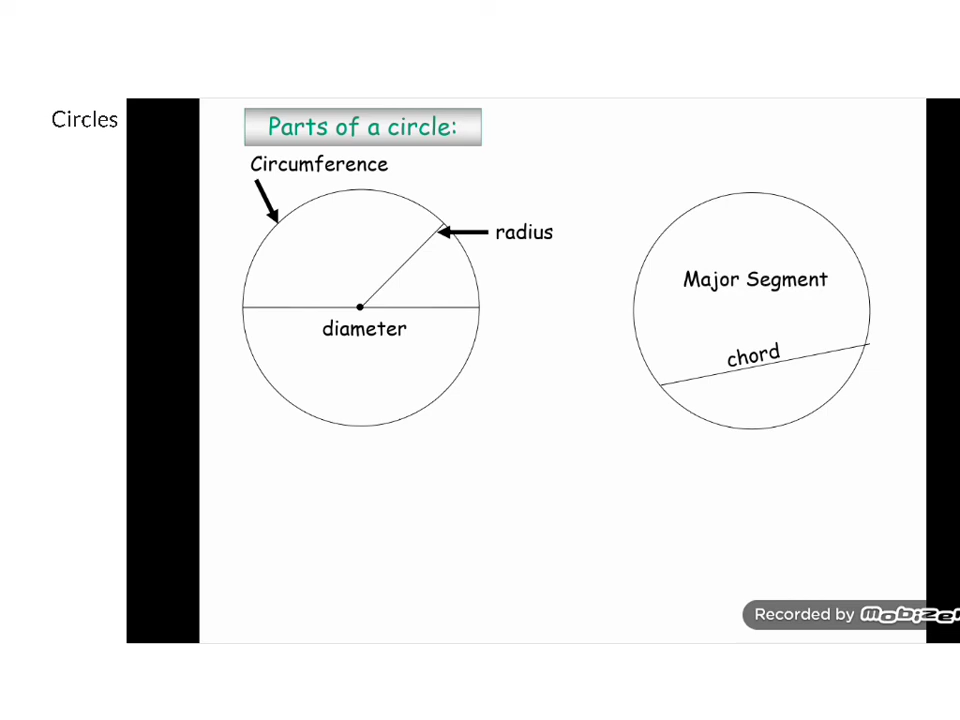 Circles
Parts of a circle:
Circumference
radius
diameter
Major Segment
chord
Recorded by